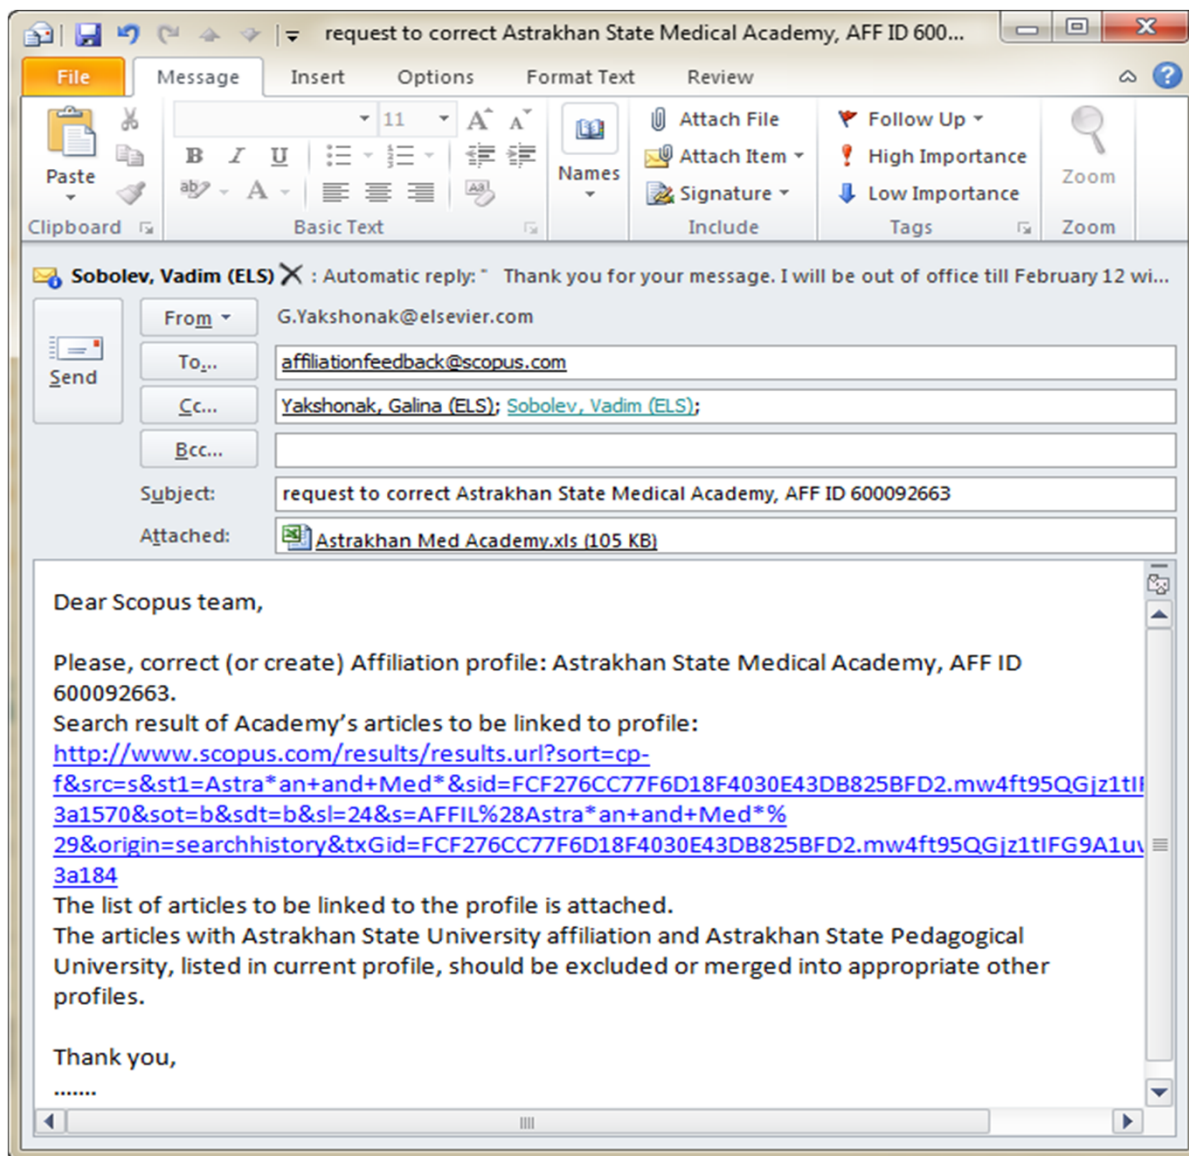 request to correct Astrakhan State Medical Academy, AFF ID 600...
File Message Insert Options Format Text Review
11
Attach File
Follow Up
Attach Item
High Importance
Paste
Names
Zoom
Signature
Low Importance
Clipboard Basic Text Include Tags Zoom
Sobolev, Vadim (ELS) : Automatic reply: " Thank you for your message. I will be out of office till February 12 wi...
Send
From G.Yakshonak@elsevier.com
To... affiliationfeedback@scopus.com
Cc... Yakshonak, Galina (ELS); Sobolev, Vadim (ELS);
Bcc...
Subject: request to correct Astrakhan State Medical Academy, AFF ID 600092663
Attached: Astrakhan Med Academy.xls (105 KB)
Dear Scopus team,
Please, correct (or create) Affiliation profile: Astrakhan State Medical Academy, AFF ID
600092663.
Search result of Academy’s articles to be linked to profile:
http://www.scopus.com/results/results.url?sort=cp-
f&src=s&st1=Astra*an+and+Med*&sid=FCF276CC77F6D18F4030E43DB825BFD2.mw4ft95QGjz1tIF
3a1570&sot=b&sdt=b&sl=24&s=AFFIL%28Astra*an+and+Med*%
29&origin=searchhistory&txGid=FCF276CC77F6D18F4030E43DB825BFD2.mw4ft95QGjz1tIFG9A1uv
3a184
The list of articles to be linked to the profile is attached.
The articles with Astrakhan State University affiliation and Astrakhan State Pedagogical
University, listed in current profile, should be excluded or merged into appropriate other
profiles.
Thank you,
.......